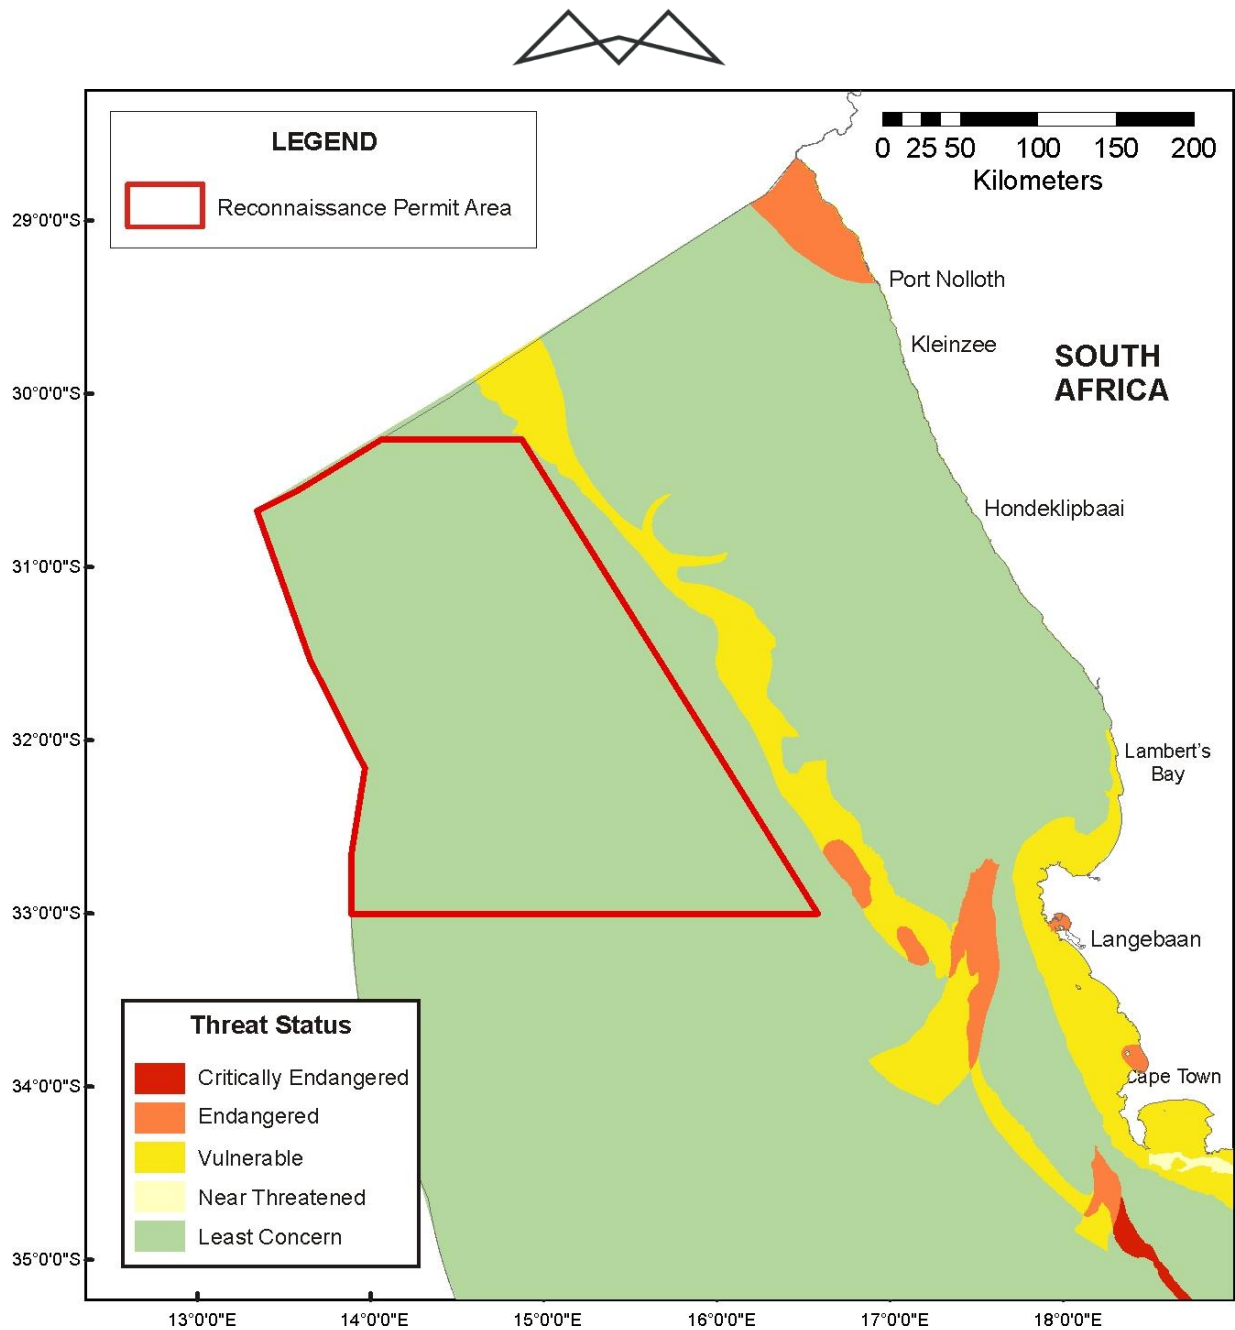 LEGEND
Reconnaissance Permit Area
0 25 50 100 150 200
Kilometers
29°0'0"S
Port Nolloth
Kleinzee
SOUTH
AFRICA
30°0'0"S
Hondeklipbaai
31°0'0"S
32°0'0"S
Lambert's
Bay
33°0'0"S
Langebaan
34°0'0"S
Cape Town
35°0'0"S
Threat Status
Critically Endangered
Endangered
Vulnerable
Near Threatened
Least Concern
13°0'0"E 14°0'0"E 15°0'0"E 16°0'0"E 17°0'0"E 18°0'0"E